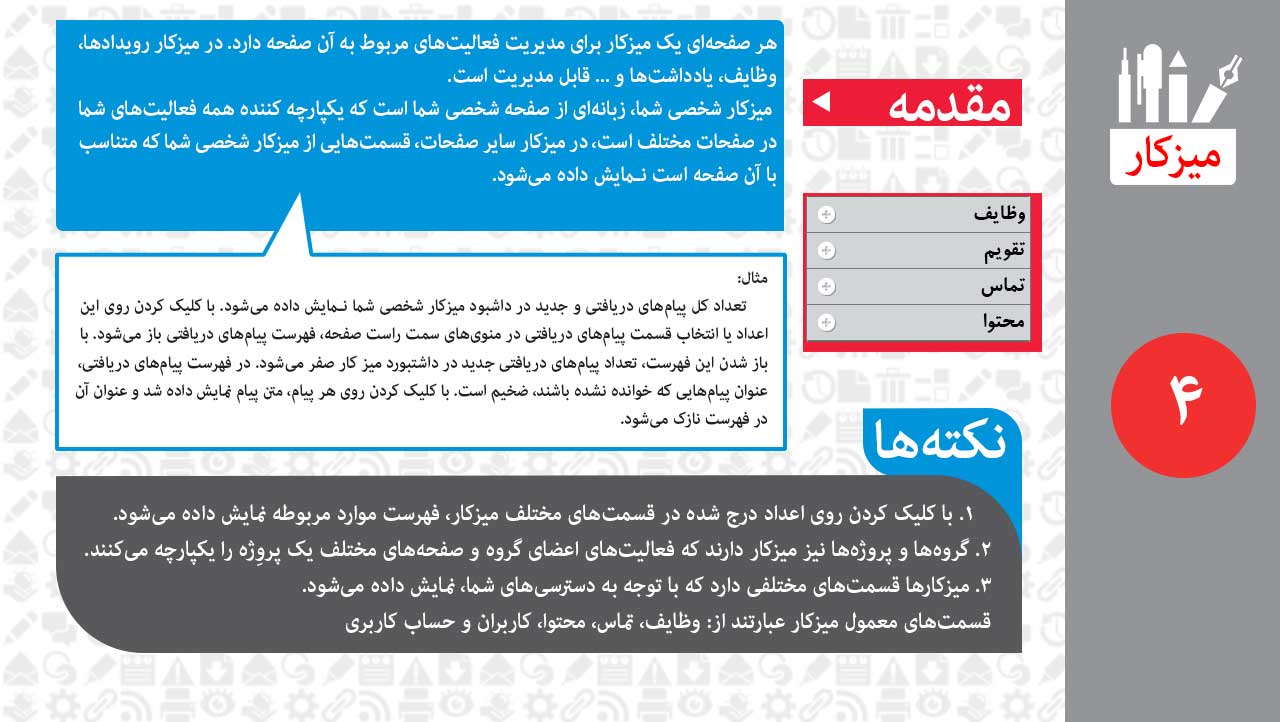 میزکار
۴
مقدمه
هر صفحه‌ای یک میزکار برای مدیریت فعالیت‌های مربوط به آن صفحه دارد. در میزکار رویدادها،
وظایف، یادداشت‌ها و ... قابل مدیریت است.
میزکار شخصی شما، زبانه‌ای از صفحه شخصی شما است که یکپارچه کننده همه فعالیت‌های شما
در صفحات مختلف است، در میزکار سایر صفحات، قسمت‌هایی از میزکار شخصی شما که متناسب
با آن صفحه است نـمایش داده می‌شود.
وظایف
تقویم
تماس
محتوا
مثال:
تعداد کل پیام‌های دریافتی و جدید در داشبود میزکار شخصی شما نـمایش داده می‌شود. با کلیک کردن روی این
اعداد یا انتخاب قسمت پیام‌های دریافتی در منوی‌های سمت راست صفحه، فهرست پیام‌های دریافتی باز می‌شود. با
باز شدن این فهرست، تعداد پیام‌های دریافتی جدید در داشتبورد میز کار صفر می‌شود. در فهرست پیام‌های دریافتی،
عنوان پیام‌هایی که خوانده نشده باشند، ضخیم است. با کلیک کردن روی هر پیام، متن پیام نمایش داده شد و عنوان آن
در فهرست نازک می‌شود.
نکته‌ها
۱. با کلیک کردن روی اعداد درج شده در قسمت‌های مختلف میزکار، فهرست موارد مربوطه نمایش داده می‌شود.
۲. گروه‌ها و پروژه‌ها نیز میزکار دارند که فعالیت‌های اعضای گروه و صفحه‌های مختلف یک پروِژه را یکپارچه می‌کنند.
۳. میزکارها قسمت‌های مختلفی دارد که با توجه به دسترسی‌های شما، نمایش داده می‌شود.
قسمت‌های معمول میزکار عبارتند از: وظایف، تماس، محتوا، کاربران و حساب کاربری